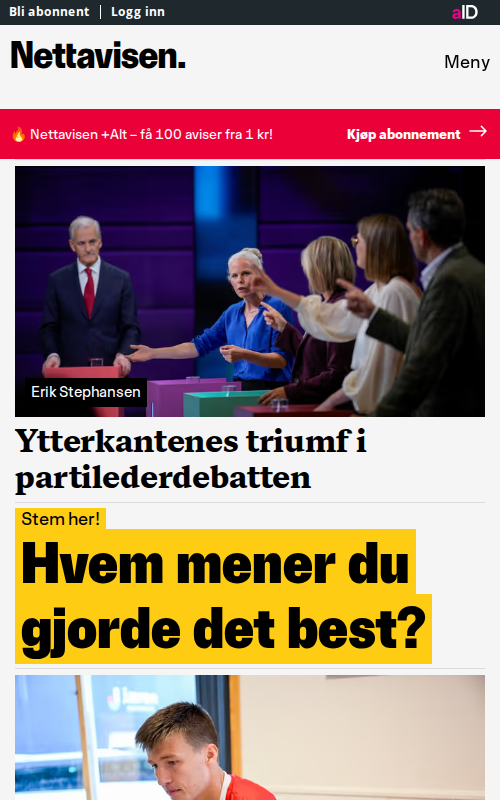 Bli abonnent | Logg inn
aID
Nettavisen.
Meny
🔥 Nettavisen +Alt – få 100 aviser fra 1 kr!
Kjøp abonnement →
Erik Stephansen
Ytterkantenes triumf i
partilederdebatten
Stem her!
Hvem mener du
gjorde det best?